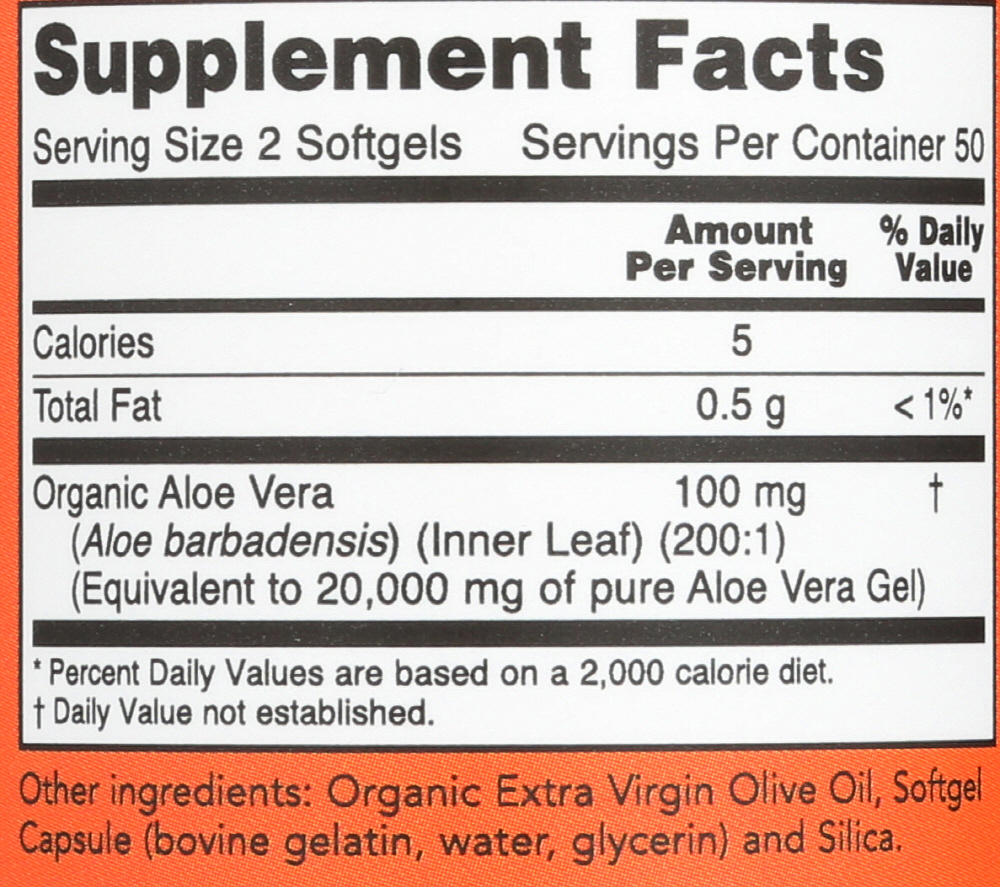 Supplement Facts
Serving Size 2 Softgels Servings Per Container 50
Amount Per Serving % Daily Value
Calories 5
Total Fat 0.5 g < 1%*
Organic Aloe Vera 100 mg †
(Aloe barbadensis) (Inner Leaf) (200:1)
(Equivalent to 20,000 mg of pure Aloe Vera Gel)
* Percent Daily Values are based on a 2,000 calorie diet.
† Daily Value not established.
Other ingredients: Organic Extra Virgin Olive Oil, Softgel
Capsule (bovine gelatin, water, glycerin) and Silica.